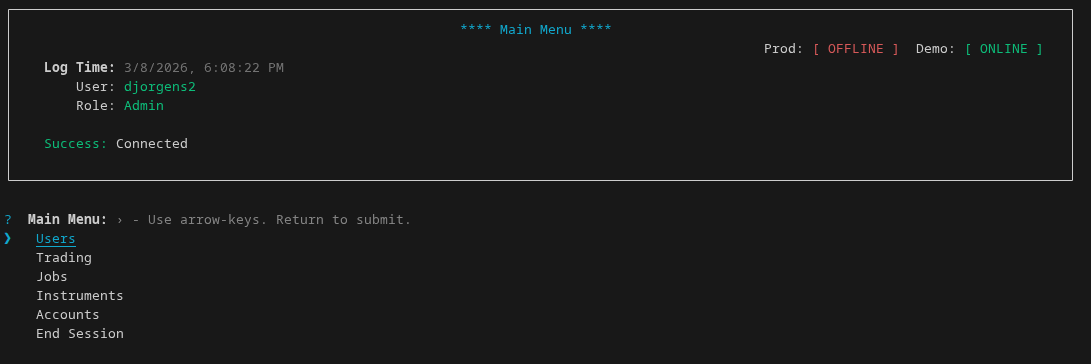 **** Main Menu ****
Prod: [ OFFLINE ]  Demo: [ ONLINE ]
Log Time: 3/8/2026, 6:08:22 PM
User: djorgens2
Role: Admin
Success: Connected
?  Main Menu: › - Use arrow-keys. Return to submit.
❯  Users
Trading
Jobs
Instruments
Accounts
End Session